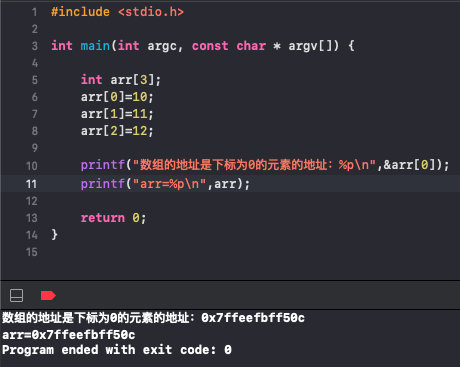 1 #include <stdio.h>
2
3 int main(int argc, const char * argv[]) {
4
5     int arr[3];
6     arr[0]=10;
7     arr[1]=11;
8     arr[2]=12;
9
10     printf("数组的地址是下标为0的元素的地址：%p\n",&arr[0]);
11     printf("arr=%p\n",arr);
12
13     return 0;
14 }
15
数组的地址是下标为0的元素的地址：0x7ffeefbff50c
arr=0x7ffeefbff50c
Program ended with exit code: 0